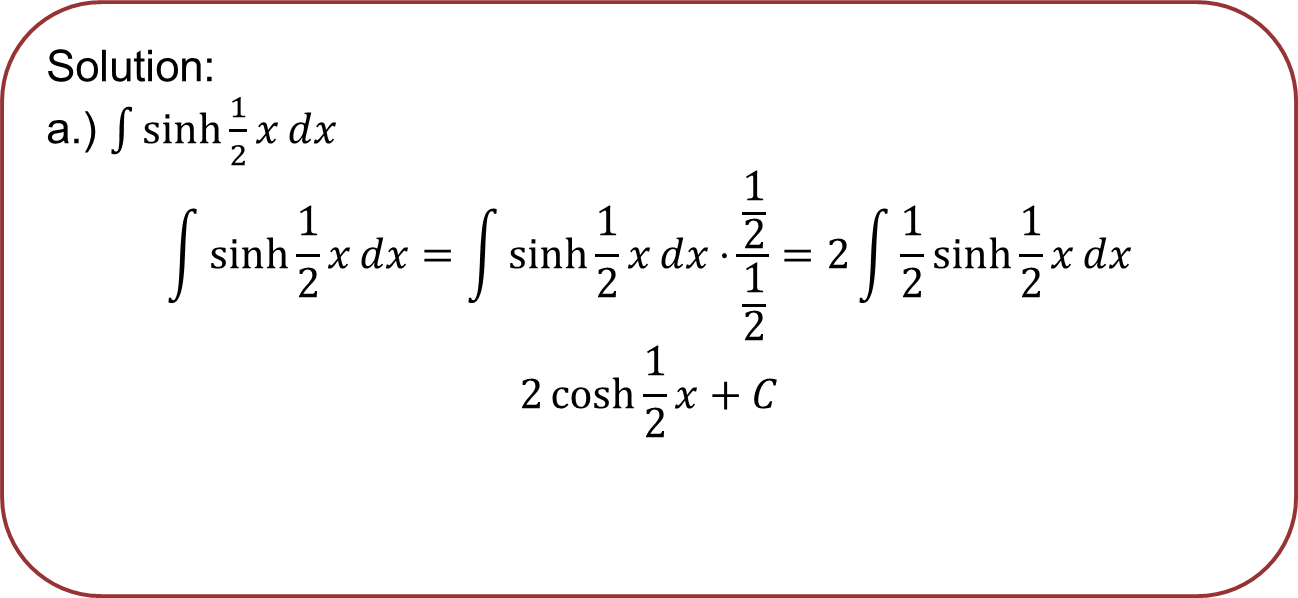 Solution:
a.) ∫ sinh 1/2 x dx
∫ sinh 1/2 x dx = ∫ sinh 1/2 x dx · (1/2)/(1/2) = 2 ∫ 1/2 sinh 1/2 x dx
2 cosh 1/2 x + C